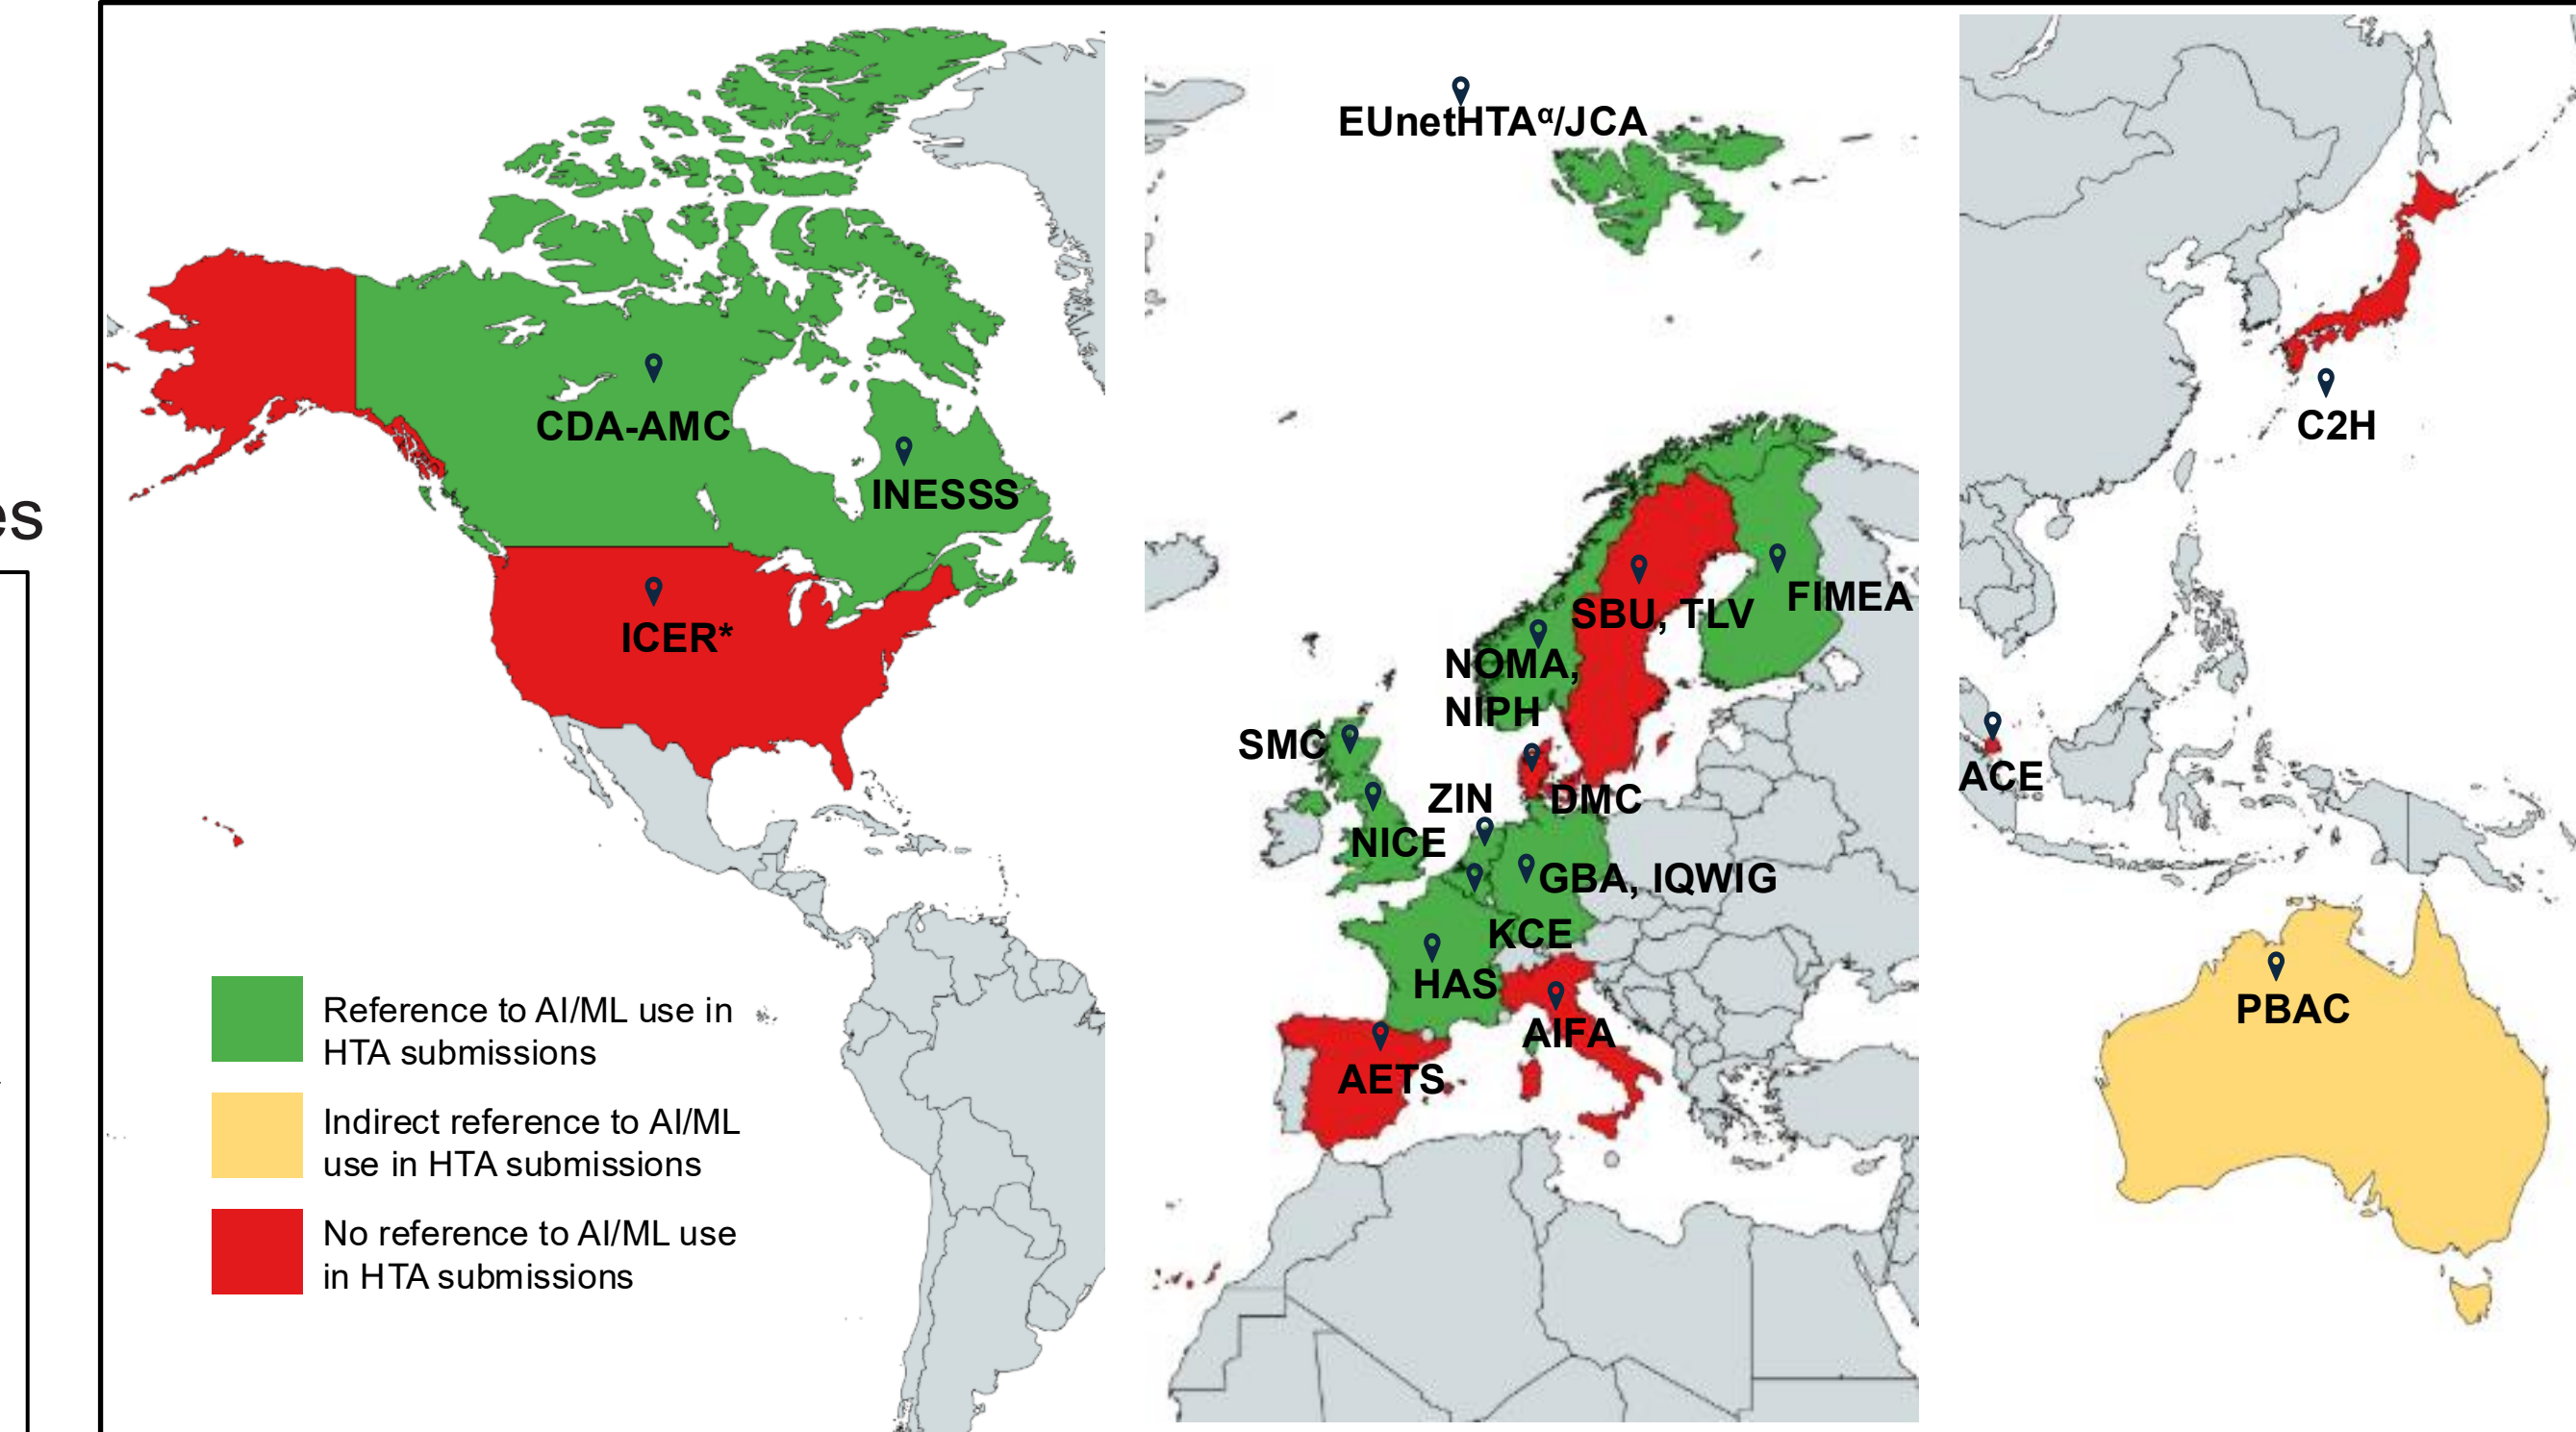 es
CDA-AMC
INESSS
ICER*
Reference to AI/ML use in
HTA submissions
Indirect reference to AI/ML
use in HTA submissions
No reference to AI/ML use
in HTA submissions
EUnetHTAᵅ/JCA
SBU, TLV
FIMEA
NOMA,
NIPH
SMC
ZIN
DMC
NICE
GBA, IQWIG
KCE
HAS
AIFA
AETS
C2H
ACE
PBAC